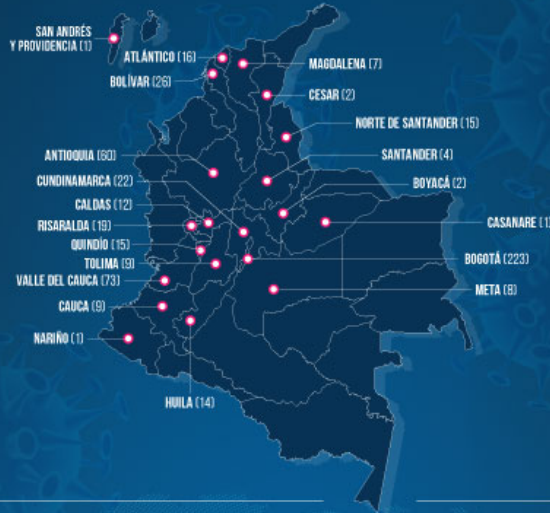 SAN ANDRÉS
Y PROVIDENCIA (1)
ATLÁNTICO (16)
BOLÍVAR (26)
MAGDALENA (7)
CESAR (2)
NORTE DE SANTANDER (15)
ANTIOQUIA (60)
SANTANDER (4)
CUNDINAMARCA (22)
BOYACÁ (2)
CALDAS (12)
RISARALDA (19)
CASANARE (1
QUINDÍO (15)
TOLIMA (9)
BOGOTÁ (223)
VALLE DEL CAUCA (73)
META (8)
CAUCA (9)
NARIÑO (1)
HUILA (14)